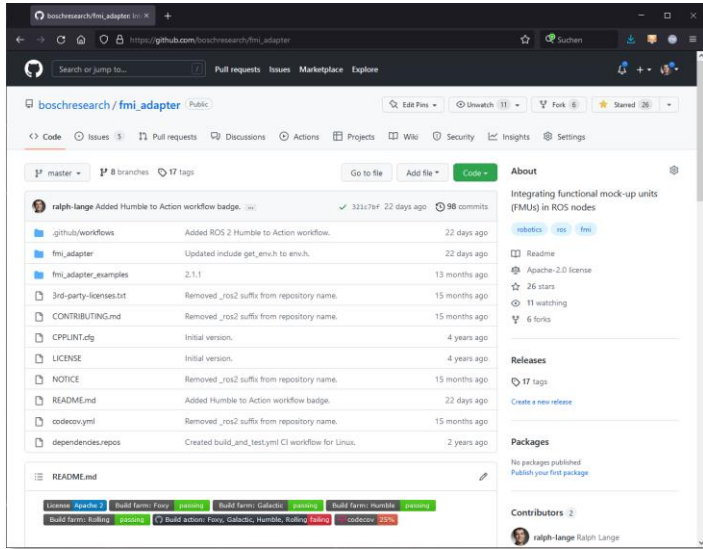 boschresearch/fmi_adapter: Int
https://github.com/boschresearch/fmi_adapter
Suchen
Search or jump to...
/
Pull requests Issues Marketplace Explore
boschresearch / fmi_adapter Public
Edit Pins Unwatch 11 Fork 6 Starred 26
Code Issues 5 Pull requests Discussions Actions Projects Wiki Security Insights Settings
master 8 branches 17 tags Go to file Add file Code
ralph-lange Added Humble to Action workflow badge. ... 321c7bf 22 days ago 98 commits
.github/workflows Added ROS 2 Humble to Action workflow. 22 days ago
fmi_adapter Updated include get_env.h to env.h. 22 days ago
fmi_adapter_examples 2.1.1 13 months ago
3rd-party-licenses.txt Removed _ros2 suffix from repository name. 15 months ago
CONTRIBUTING.md Removed _ros2 suffix from repository name. 15 months ago
CPPLINT.cfg Initial version. 4 years ago
LICENSE Initial version. 4 years ago
NOTICE Removed _ros2 suffix from repository name. 15 months ago
README.md Added Humble to Action workflow badge. 22 days ago
codecov.yml Removed _ros2 suffix from repository name. 15 months ago
dependencies.repos Created build_and_test.yml CI workflow for Linux. 2 years ago
README.md
License Apache 2 Build farm: Foxy passing Build farm: Galactic passing Build farm: Humble passing
Build farm: Rolling passing Build action: Foxy, Galactic, Humble, Rolling failing codecov 25%
About
Integrating functional mock-up units
(FMUs) in ROS nodes
robotics ros fmi
Readme
Apache-2.0 license
26 stars
11 watching
6 forks
Releases
17 tags
Create a new release
Packages
No packages published
Publish your first package
Contributors 2
ralph-lange Ralph Lange